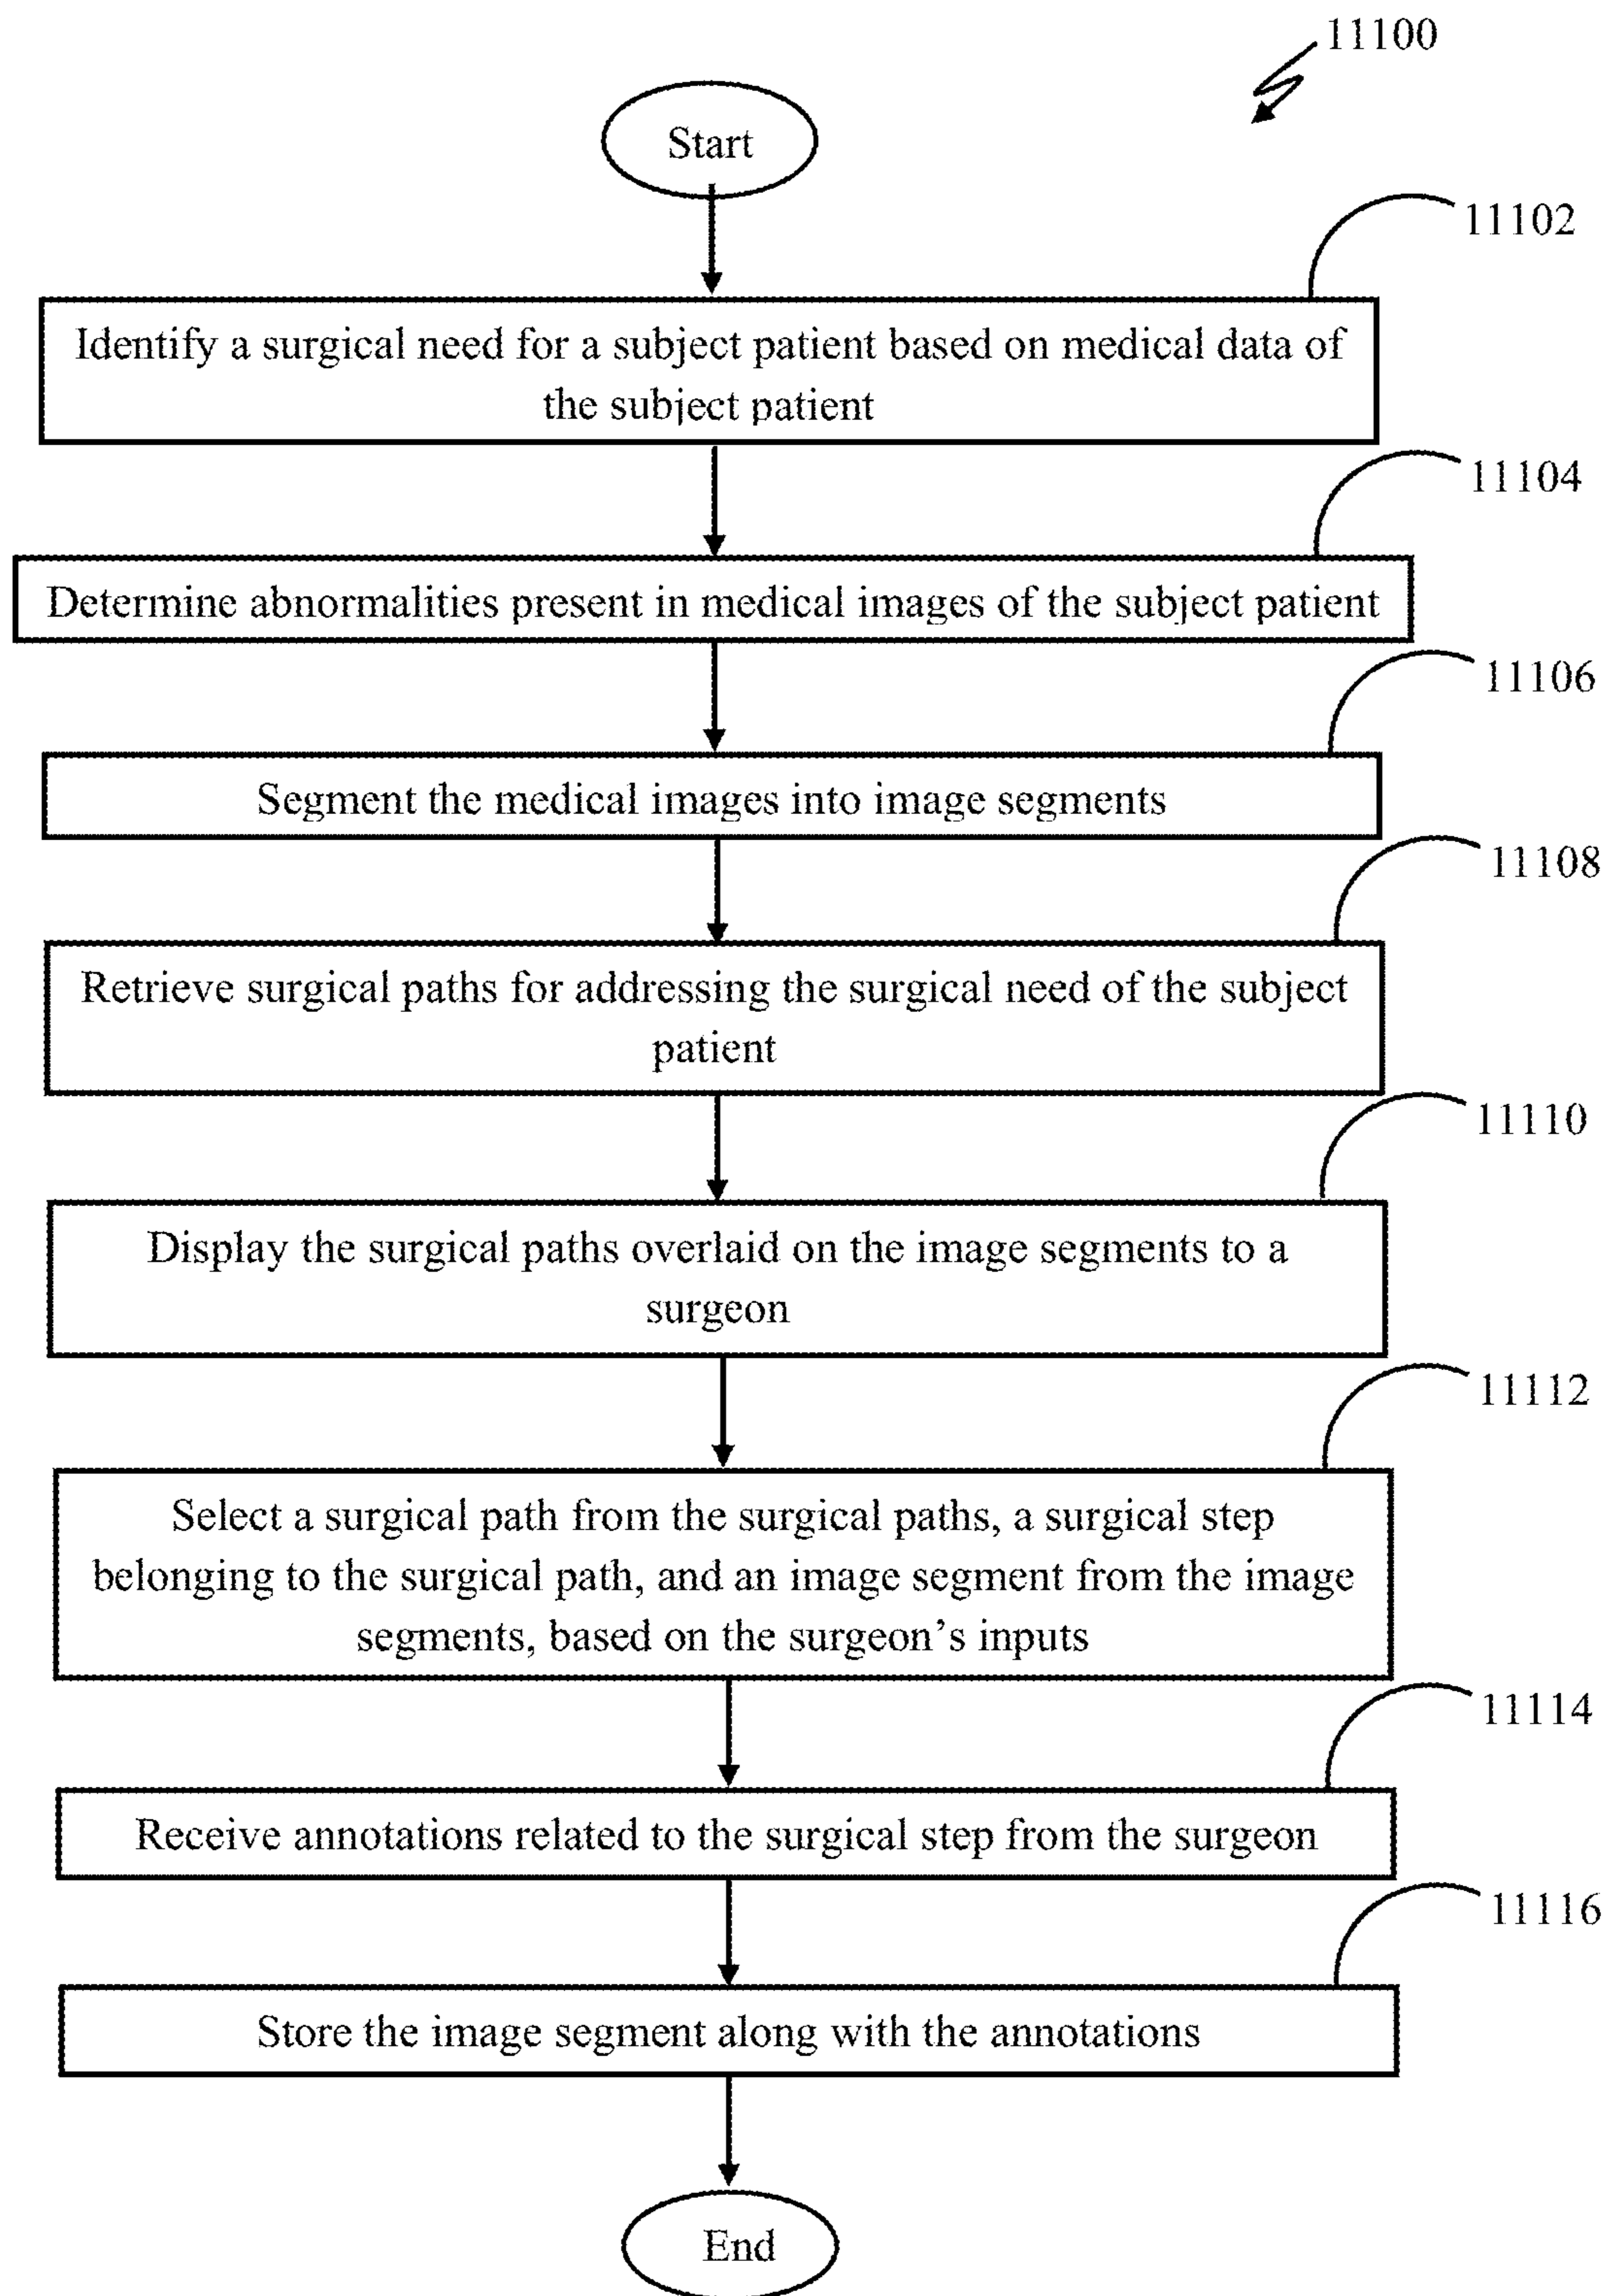 11100
Start
11102
Identify a surgical need for a subject patient based on medical data of
the subject patient
11104
Determine abnormalities present in medical images of the subject patient
11106
Segment the medical images into image segments
11108
Retrieve surgical paths for addressing the surgical need of the subject
patient
11110
Display the surgical paths overlaid on the image segments to a
surgeon
11112
Select a surgical path from the surgical paths, a surgical step
belonging to the surgical path, and an image segment from the image
segments, based on the surgeon’s inputs
11114
Receive annotations related to the surgical step from the surgeon
11116
Store the image segment along with the annotations
End